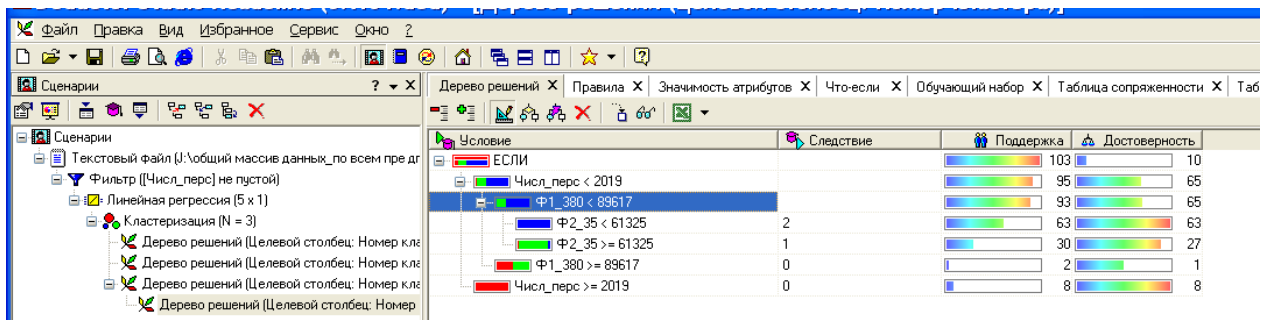 Файл Правка Вид Избранное Сервис Окно ?
Сценарии ?
Дерево решений X Правила X Значимость атрибутов X Что-если X Обучающий набор X Таблица сопряженности X Таб
Условие Следствие Поддержка Достоверность
Сценарии
Текстовый файл (J:\общий массив данных_по всем пре дг
Фильтр ([Числ_перс] не пустой)
Линейная регрессия (5 x 1)
Кластеризация (N = 3)
Дерево решений (Целевой столбец: Номер кла
Дерево решений (Целевой столбец: Номер кла
Дерево решений (Целевой столбец: Номер кла
Дерево решений (Целевой столбец: Номер
ЕСЛИ 103 10
Числ_перс < 2019 95 65
Ф1_380 < 89617 93 65
Ф2_35 < 61325 2 63 63
Ф2_35 >= 61325 1 30 27
Ф1_380 >= 89617 0 2 1
Числ_перс >= 2019 0 8 8